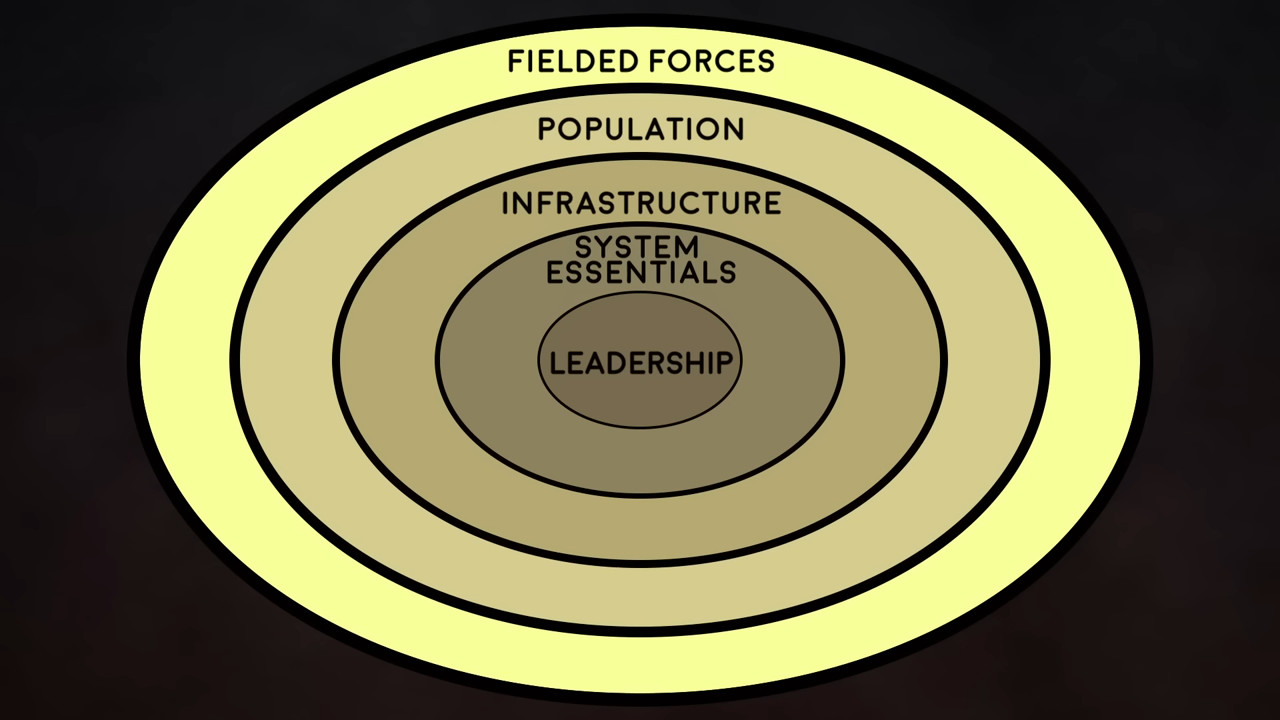 FIELDED FORCES
POPULATION
INFRASTRUCTURE
SYSTEM
ESSENTIALS
LEADERSHIP